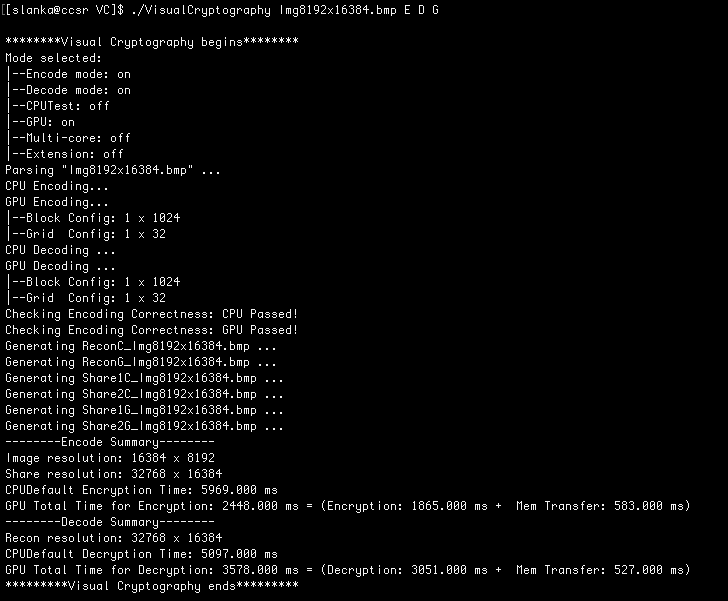 [[slanka@ccsr VC]$ ./VisualCryptography Img8192x16384.bmp E D G
********Visual Cryptography begins********
Mode selected:
|--Encode mode: on
|--Decode mode: on
|--CPUTest: off
|--GPU: on
|--Multi-core: off
|--Extension: off
Parsing "Img8192x16384.bmp" ...
CPU Encoding...
GPU Encoding...
|--Block Config: 1 x 1024
|--Grid  Config: 1 x 32
CPU Decoding ...
GPU Decoding ...
|--Block Config: 1 x 1024
|--Grid  Config: 1 x 32
Checking Encoding Correctness: CPU Passed!
Checking Encoding Correctness: GPU Passed!
Generating ReconC_Img8192x16384.bmp ...
Generating ReconG_Img8192x16384.bmp ...
Generating Share1C_Img8192x16384.bmp ...
Generating Share2C_Img8192x16384.bmp ...
Generating Share1G_Img8192x16384.bmp ...
Generating Share2G_Img8192x16384.bmp ...
--------Encode Summary--------
Image resolution: 16384 x 8192
Share resolution: 32768 x 16384
CPUDefault Encryption Time: 5969.000 ms
GPU Total Time for Encryption: 2448.000 ms = (Encryption: 1865.000 ms +  Mem Transfer: 583.000 ms)
--------Decode Summary--------
Recon resolution: 32768 x 16384
CPUDefault Decryption Time: 5097.000 ms
GPU Total Time for Decryption: 3578.000 ms = (Decryption: 3051.000 ms +  Mem Transfer: 527.000 ms)
*********Visual Cryptography ends*********